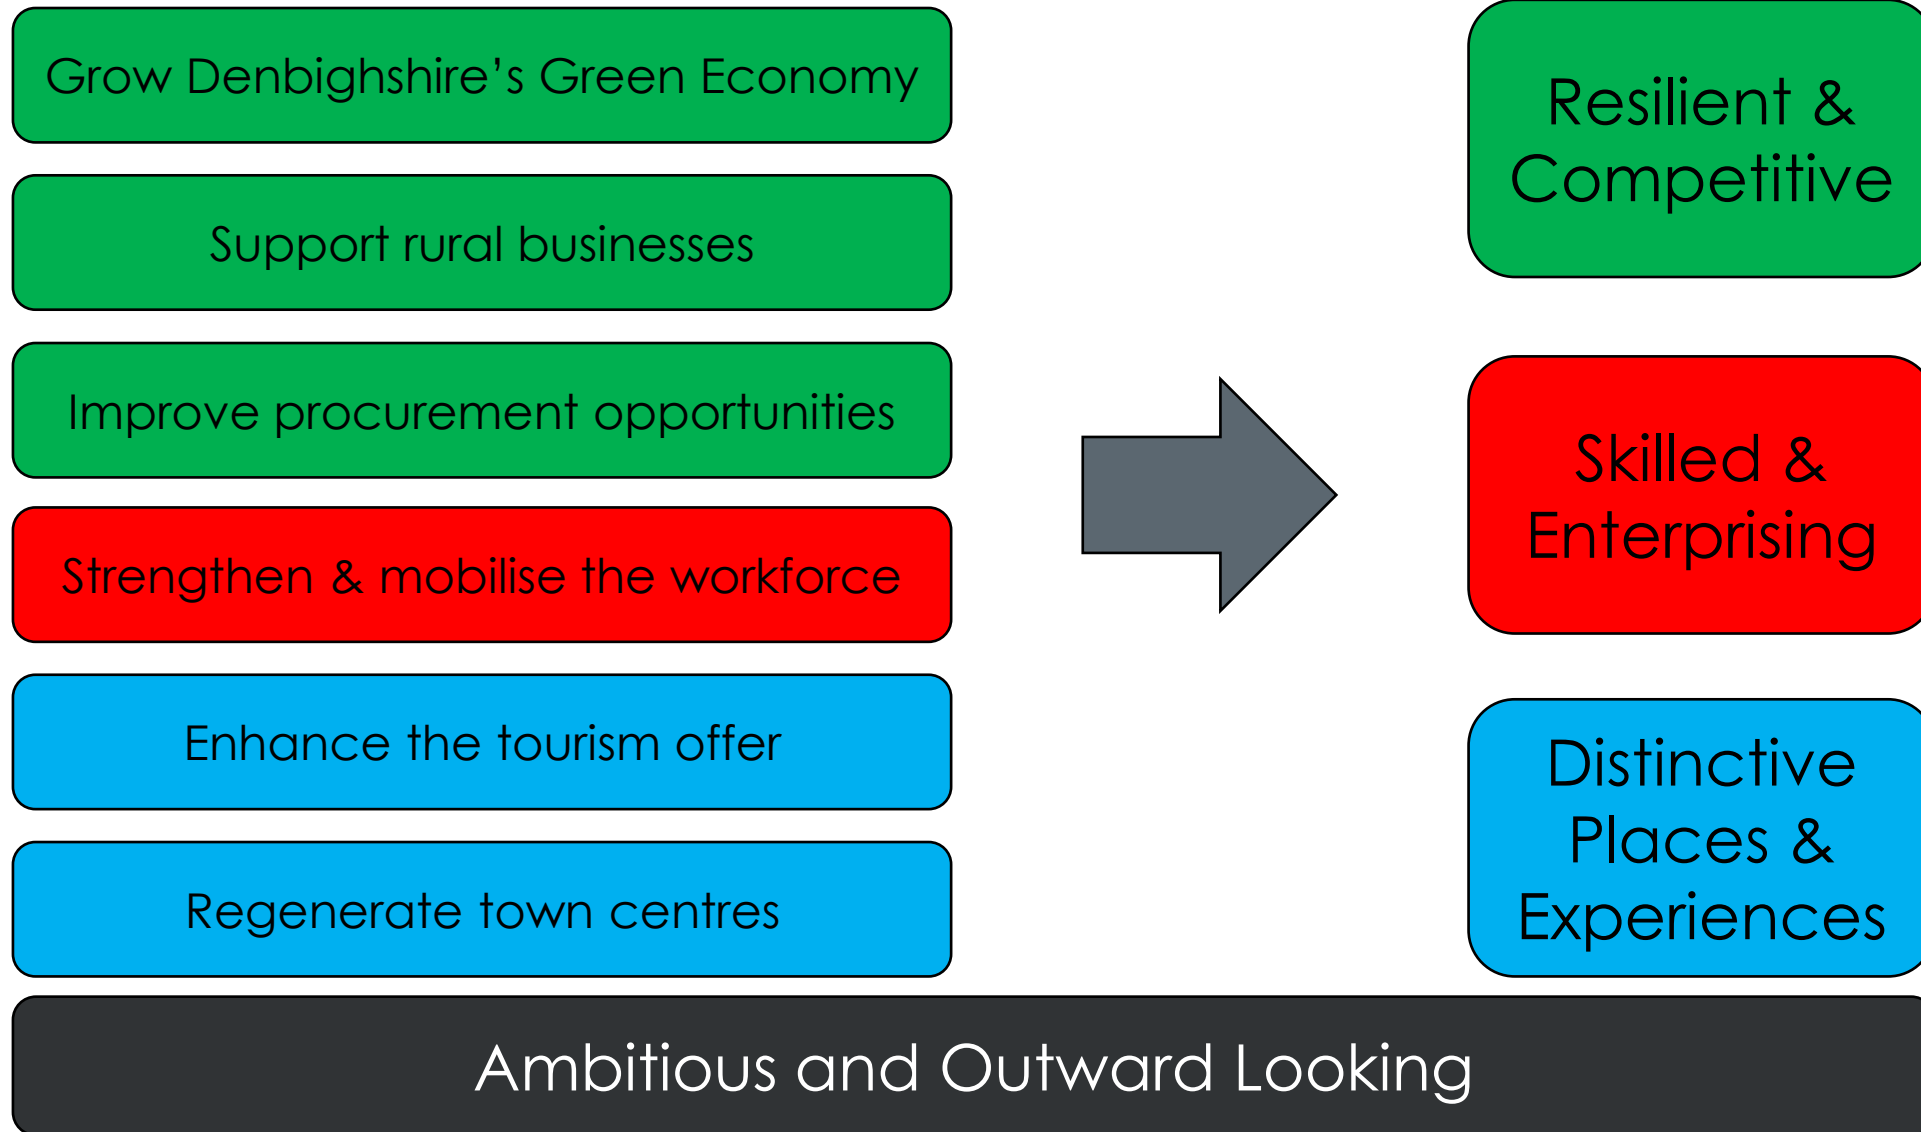 Grow Denbighshire’s Green Economy
Support rural businesses
Improve procurement opportunities
Strengthen & mobilise the workforce
Enhance the tourism offer
Regenerate town centres
Resilient &
Competitive
Skilled &
Enterprising
Distinctive
Places &
Experiences
Ambitious and Outward Looking